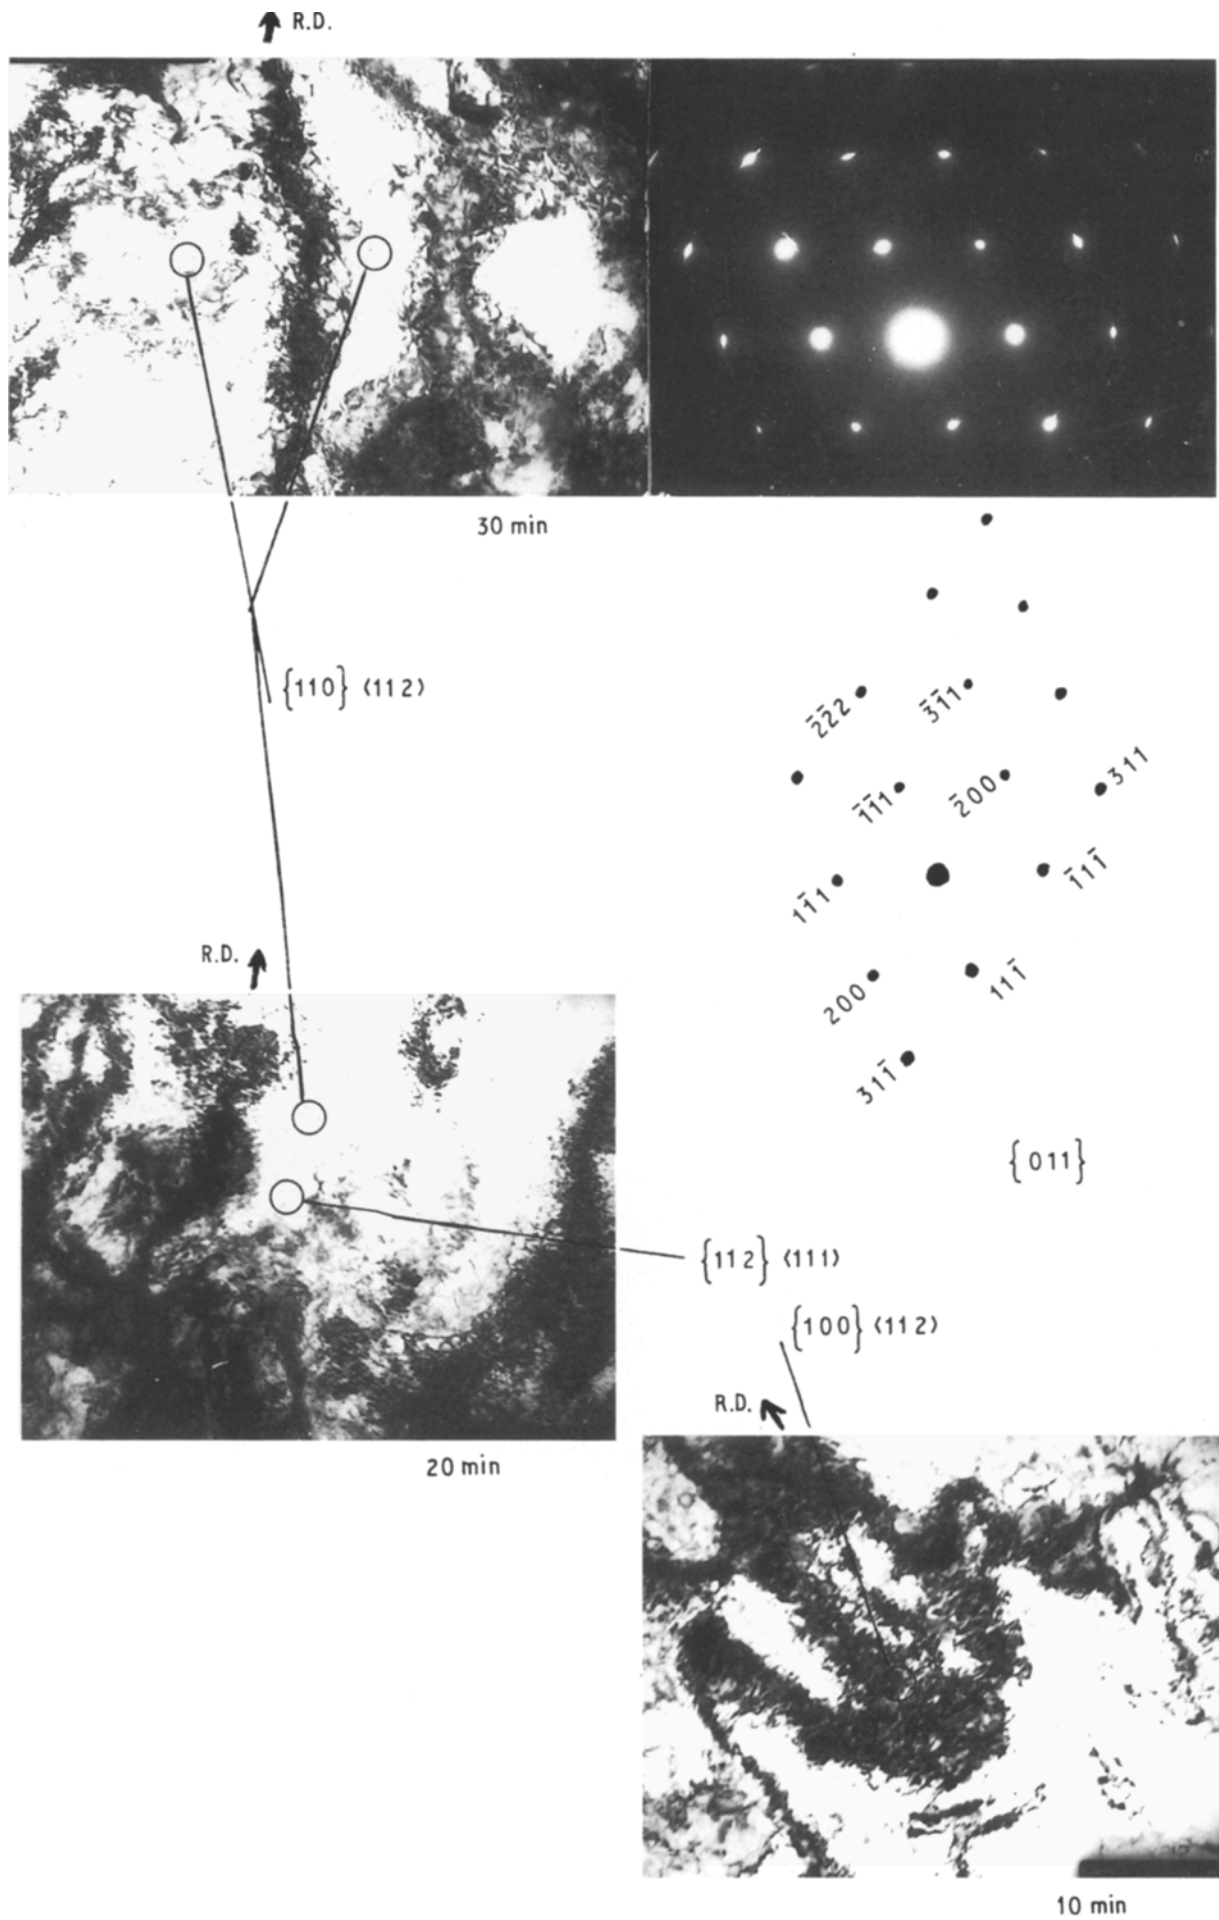 R.D.
30 min
{110} ⟨112⟩
2̄2̄2
3̄1̄1
1̄1̄1
2̄00
311
11̄1
1̄11̄
200
111̄
311̄
{011}
R.D.
{112} ⟨111⟩
{100} ⟨112⟩
R.D.
20 min
10 min